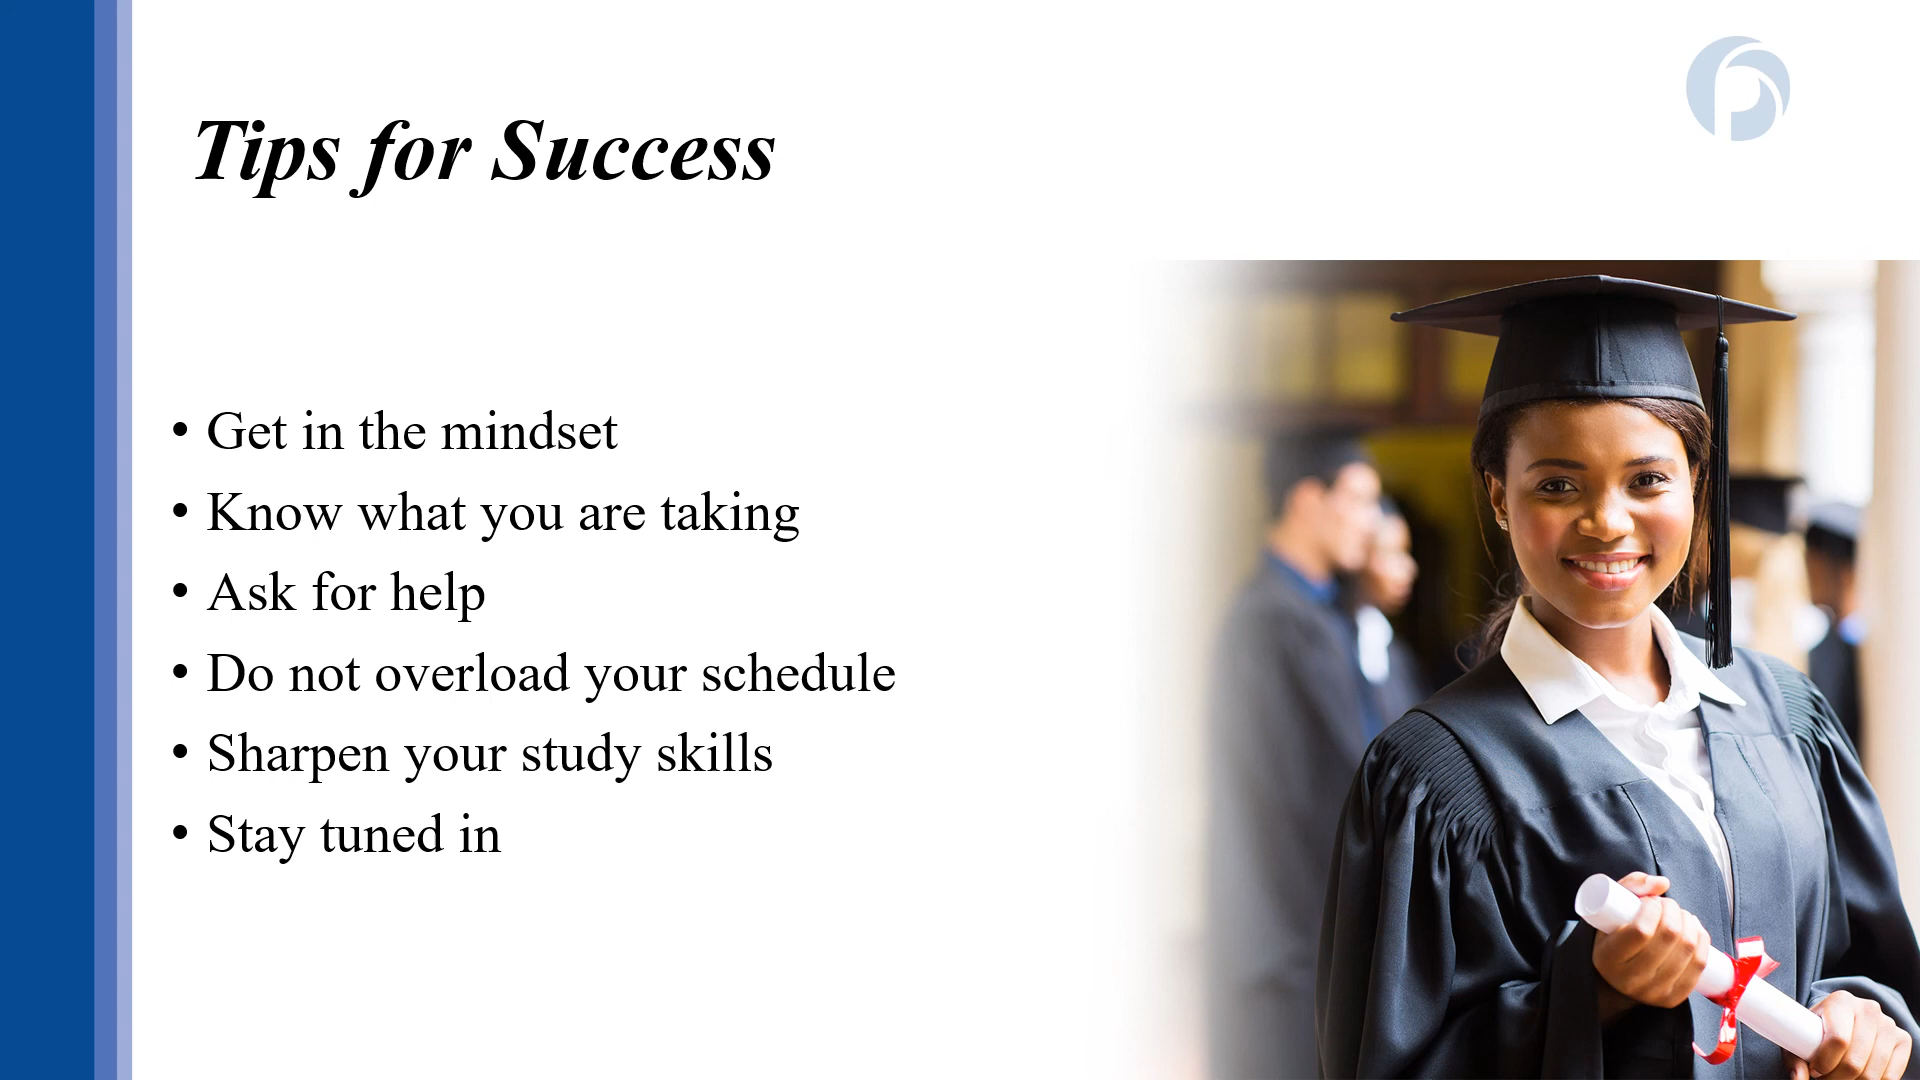 Tips for Success
• Get in the mindset
• Know what you are taking
• Ask for help
• Do not overload your schedule
• Sharpen your study skills
• Stay tuned in